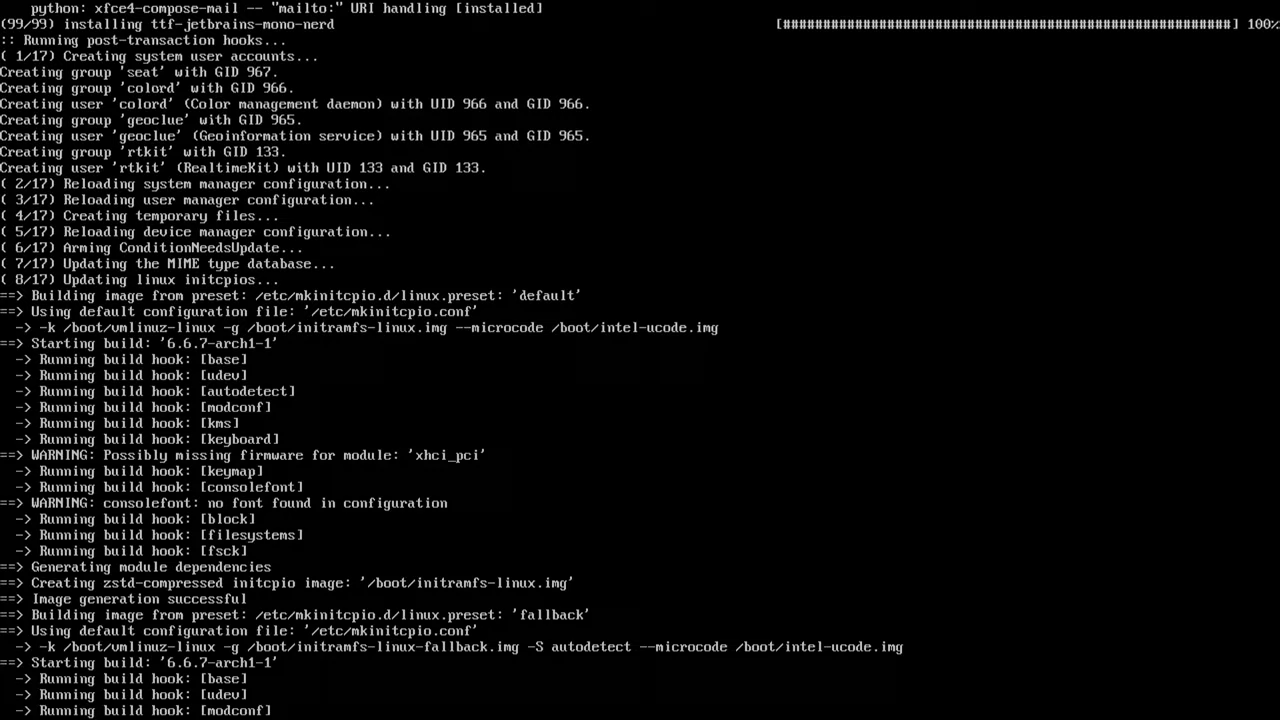 python: xfce4-compose-mail -- "mailto:" URI handling [installed]
(99/99) installing ttf-jetbrains-mono-nerd [#########################################################] 100%
:: Running post-transaction hooks...
( 1/17) Creating system user accounts...
Creating group 'seat' with GID 967.
Creating group 'colord' with GID 966.
Creating user 'colord' (Color management daemon) with UID 966 and GID 966.
Creating group 'geoclue' with GID 965.
Creating user 'geoclue' (Geoinformation service) with UID 965 and GID 965.
Creating group 'rtkit' with GID 133.
Creating user 'rtkit' (RealtimeKit) with UID 133 and GID 133.
( 2/17) Reloading system manager configuration...
( 3/17) Reloading user manager configuration...
( 4/17) Creating temporary files...
( 5/17) Reloading device manager configuration...
( 6/17) Arming ConditionNeedsUpdate...
( 7/17) Updating the MIME type database...
( 8/17) Updating linux initcpios...
==> Building image from preset: /etc/mkinitcpio.d/linux.preset: 'default'
==> Using default configuration file: '/etc/mkinitcpio.conf'
  -> -k /boot/vmlinuz-linux -g /boot/initramfs-linux.img --microcode /boot/intel-ucode.img
==> Starting build: '6.6.7-arch1-1'
  -> Running build hook: [base]
  -> Running build hook: [udev]
  -> Running build hook: [autodetect]
  -> Running build hook: [modconf]
  -> Running build hook: [kms]
  -> Running build hook: [keyboard]
==> WARNING: Possibly missing firmware for module: 'xhci_pci'
  -> Running build hook: [keymap]
  -> Running build hook: [consolefont]
==> WARNING: consolefont: no font found in configuration
  -> Running build hook: [block]
  -> Running build hook: [filesystems]
  -> Running build hook: [fsck]
==> Generating module dependencies
==> Creating zstd-compressed initcpio image: '/boot/initramfs-linux.img'
==> Image generation successful
==> Building image from preset: /etc/mkinitcpio.d/linux.preset: 'fallback'
==> Using default configuration file: '/etc/mkinitcpio.conf'
  -> -k /boot/vmlinuz-linux -g /boot/initramfs-linux-fallback.img -S autodetect --microcode /boot/intel-ucode.img
==> Starting build: '6.6.7-arch1-1'
  -> Running build hook: [base]
  -> Running build hook: [udev]
  -> Running build hook: [modconf]